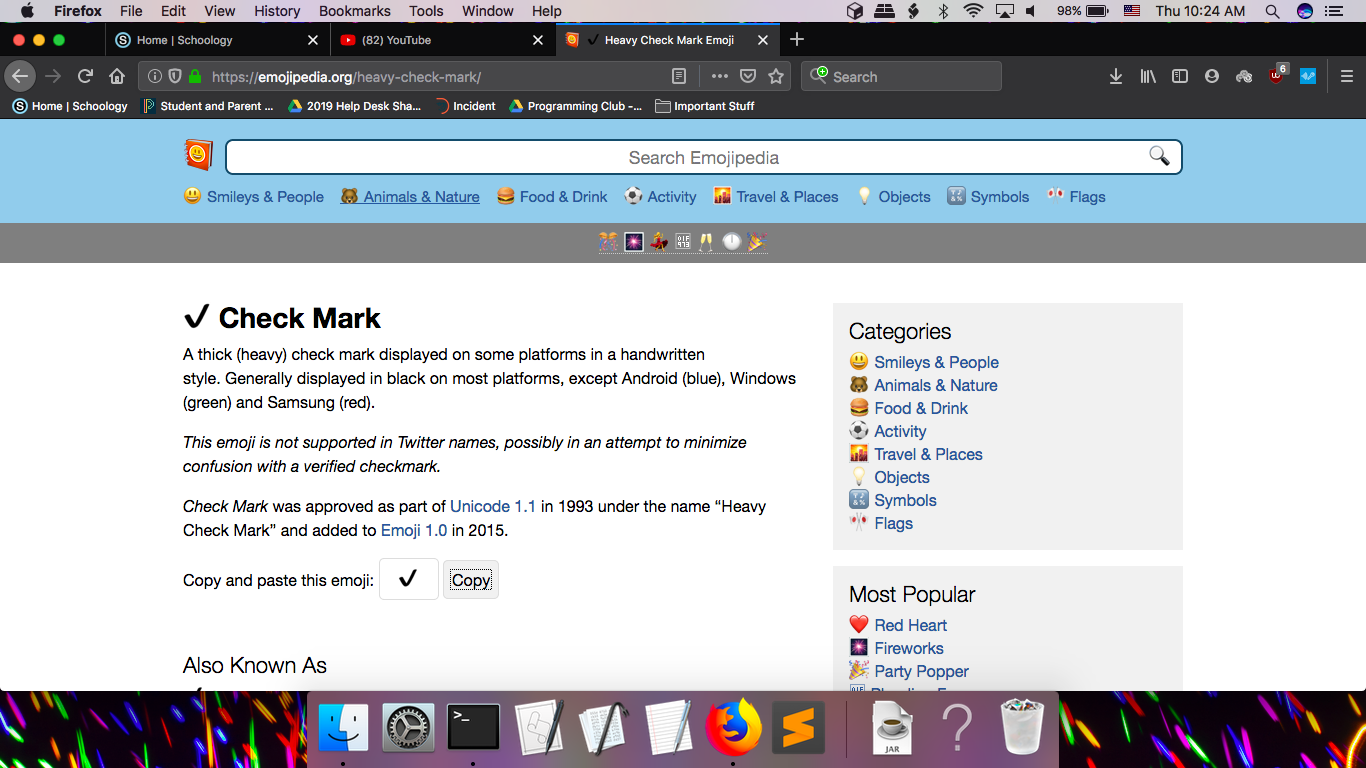 Firefox File Edit View History Bookmarks Tools Window Help 98% Thu 10:24 AM
Home | Schoology (82) YouTube ✔ Heavy Check Mark Emoji
https://emojipedia.org/heavy-check-mark/ Search 6
Home | Schoology Student and Parent ... 2019 Help Desk Sha... Incident Programming Club -... Important Stuff
Search Emojipedia
Smileys & People Animals & Nature Food & Drink Activity Travel & Places Objects Symbols Flags
✔ Check Mark
A thick (heavy) check mark displayed on some platforms in a handwritten
style. Generally displayed in black on most platforms, except Android (blue), Windows
(green) and Samsung (red).
This emoji is not supported in Twitter names, possibly in an attempt to minimize
confusion with a verified checkmark.
Check Mark was approved as part of Unicode 1.1 in 1993 under the name “Heavy
Check Mark” and added to Emoji 1.0 in 2015.
Copy and paste this emoji: ✔ Copy
Also Known As
Categories
Smileys & People
Animals & Nature
Food & Drink
Activity
Travel & Places
Objects
Symbols
Flags
Most Popular
Red Heart
Fireworks
Party Popper
JAR